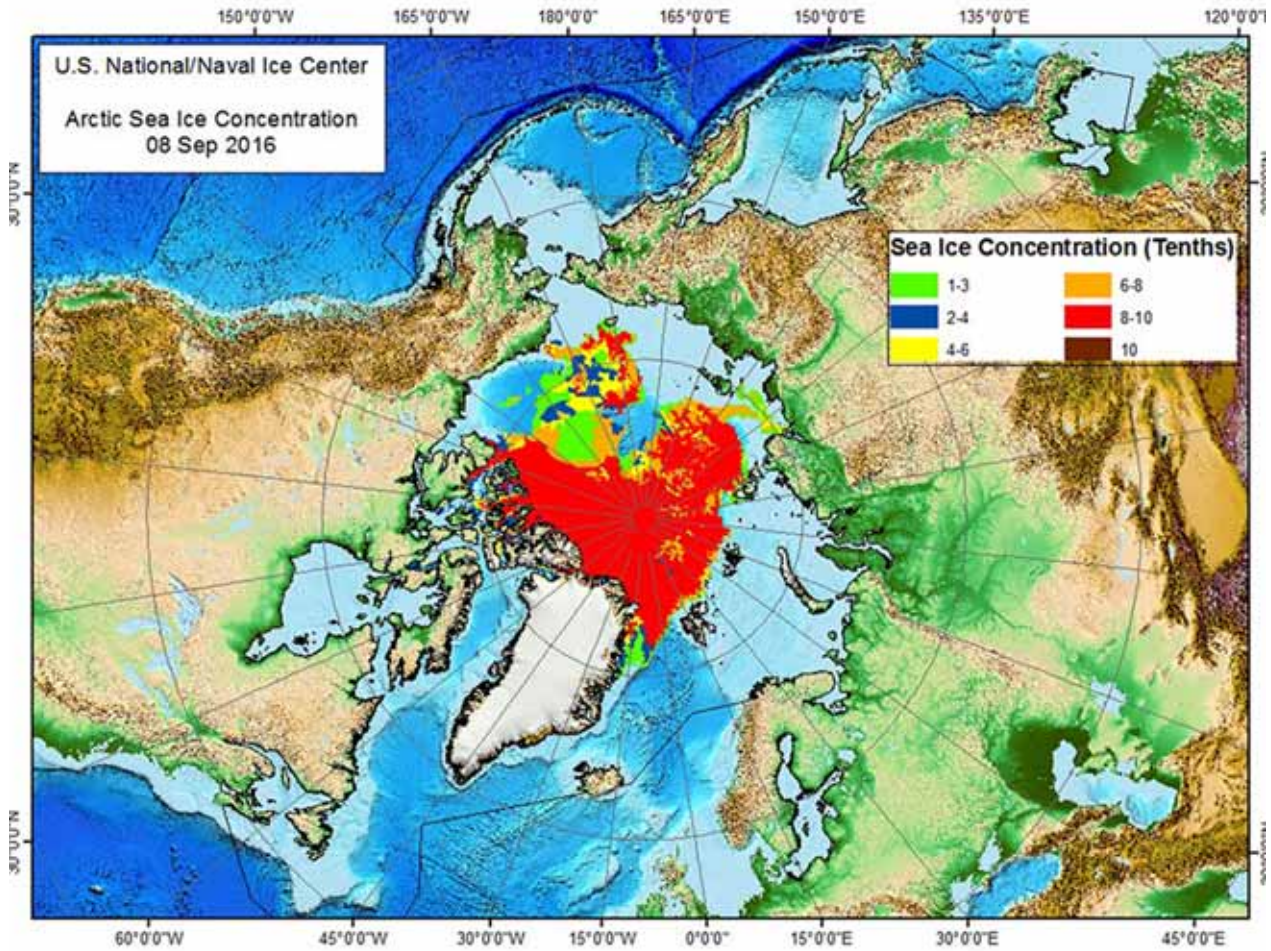 150°0'0"W 165°0'0"W 180°0'0" 165°0'0"E 150°0'0"E 135°0'0"E
U.S. National/Naval Ice Center
Arctic Sea Ice Concentration
08 Sep 2016
Sea Ice Concentration (Tenths)
1-3 6-8
2-4 8-10
4-6 10
60°0'0"W 45°0'0"W 30°0'0"W 15°0'0"W 0°0'0" 15°0'0"E 30°0'0"E 45°0'0"E